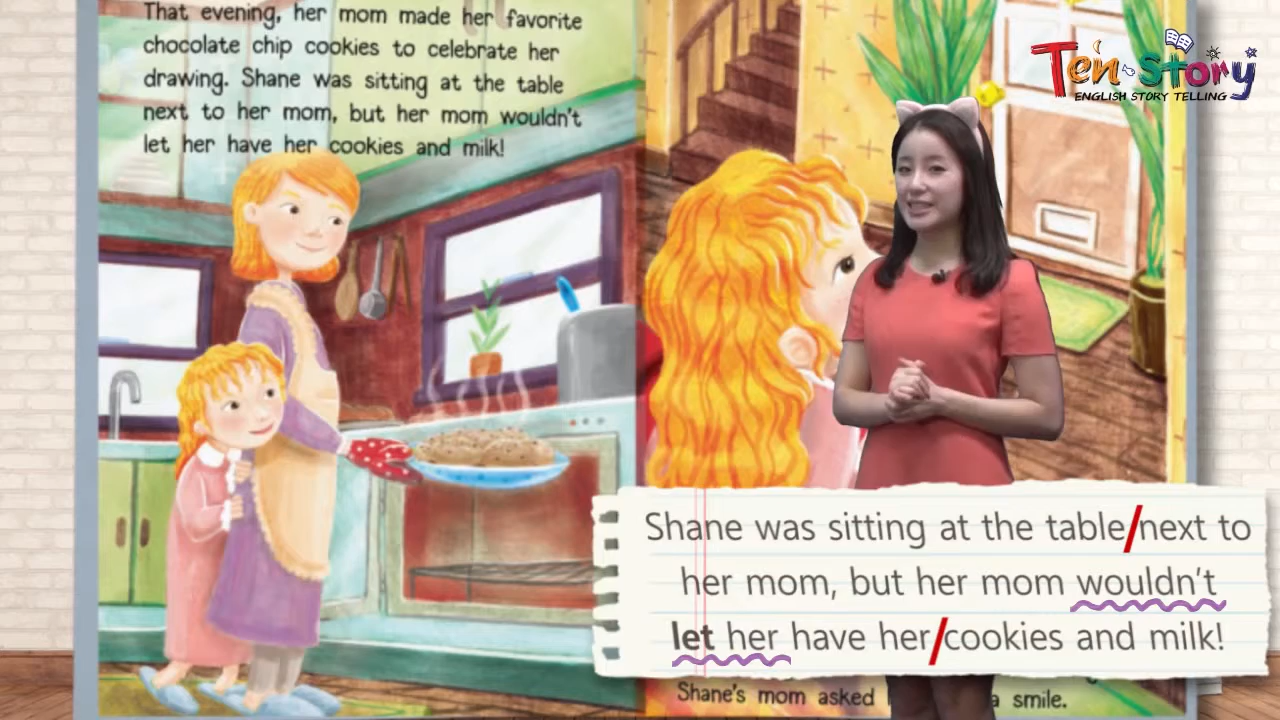 That evening, her mom made her favorite
chocolate chip cookies to celebrate her
drawing. Shane was sitting at the table
next to her mom, but her mom wouldn't
let her have her cookies and milk!
Ten Story
ENGLISH STORY TELLING
Shane was sitting at the table/next to
her mom, but her mom wouldn't
let her have her/cookies and milk!
Shane's mom asked
a smile.